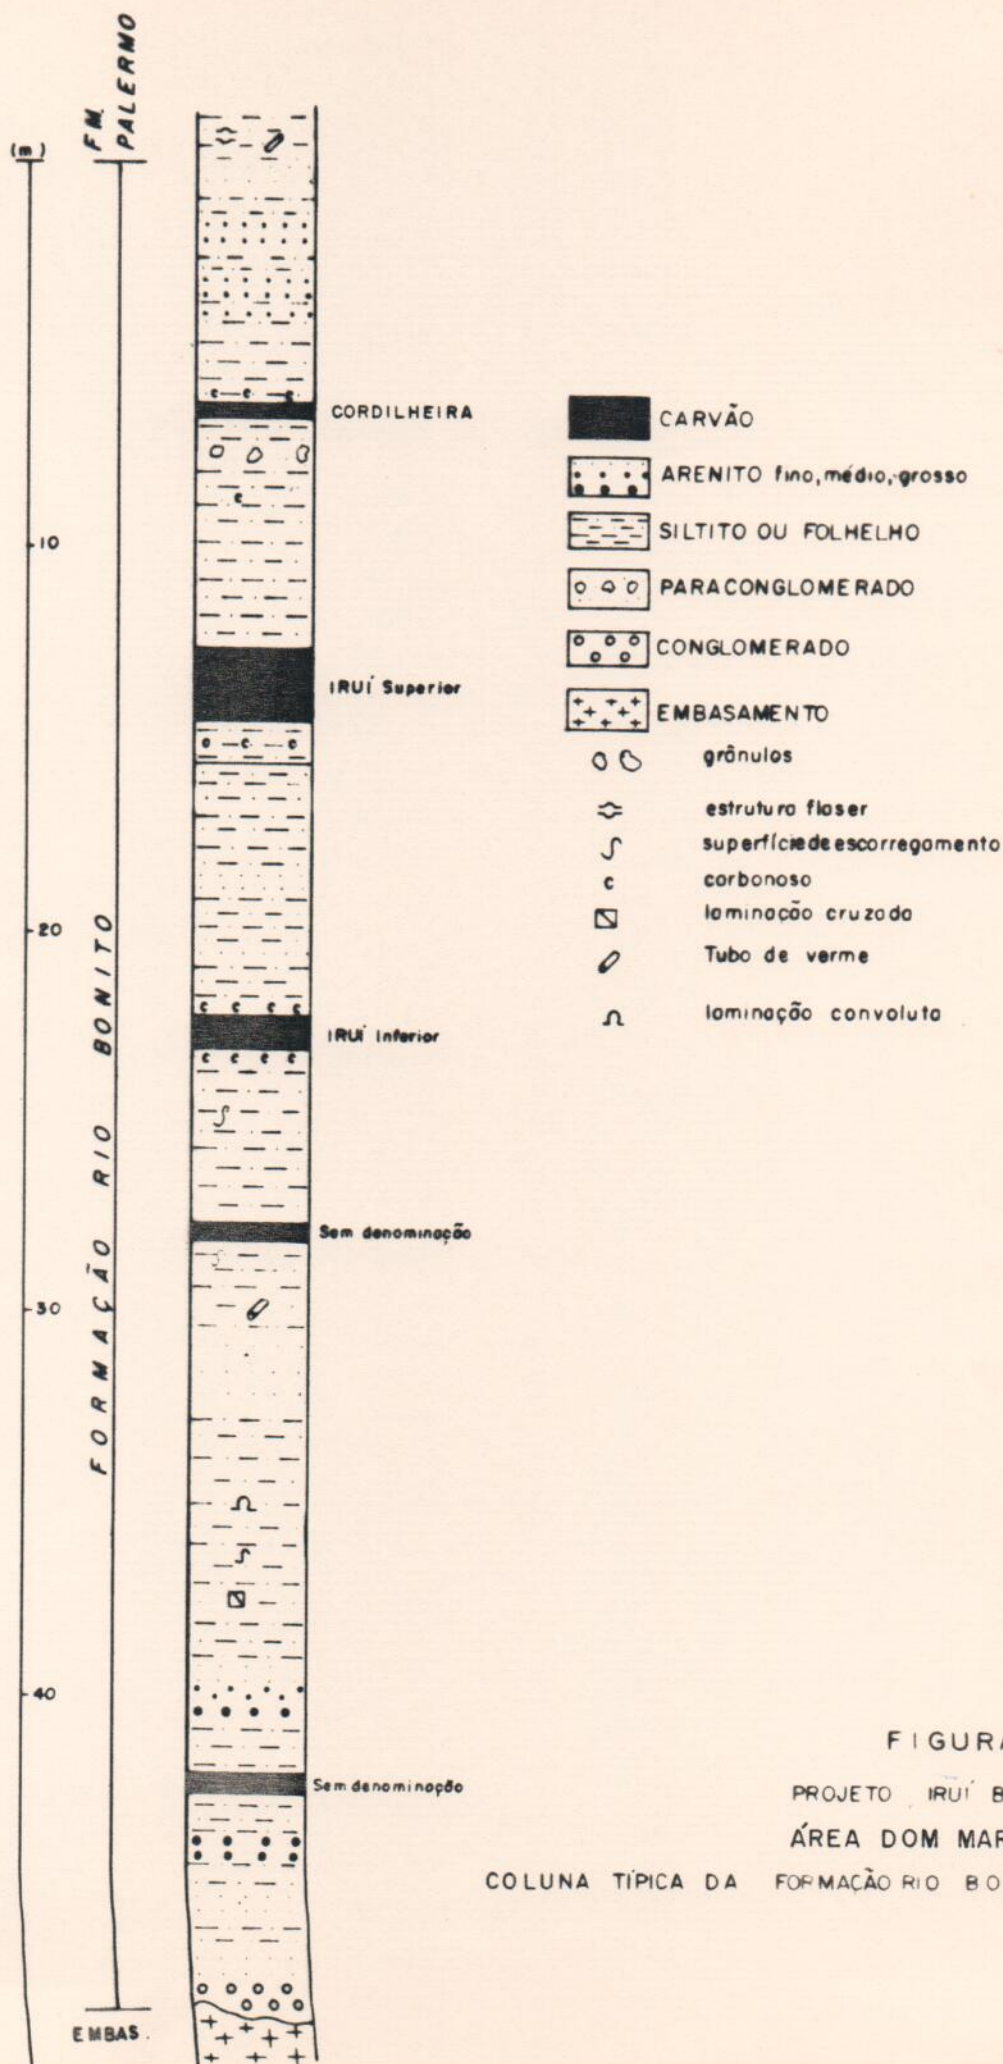 (m)
FM.
PALERMO
CORDILHEIRA
10
IRUÍ Superior
20
IRUÍ Inferior
Sem denominação
30
FORMAÇÃO RIO BONITO
40
Sem denominação
EMBAS.
CARVÃO
ARENITO fino, médio, grosso
SILTITO OU FOLHELHO
PARACONGLOMERADO
CONGLOMERADO
EMBASAMENTO
grânulos
estrutura flaser
superfície de escorregamento
c carbonoso
laminação cruzada
Tubo de verme
laminação convoluta
FIGURA
PROJETO IRUÍ B
ÁREA DOM MAR
COLUNA TÍPICA DA FORMAÇÃO RIO BO